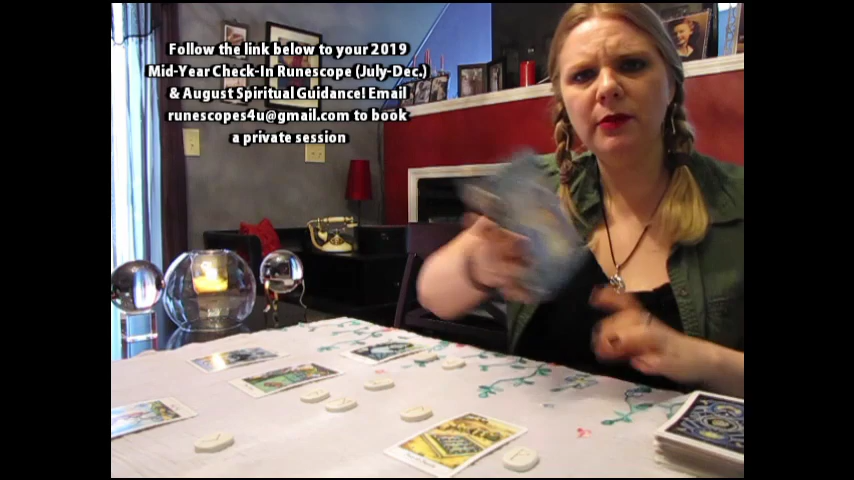 Follow the link below to your 2019
Mid-Year Check-In Runescope (July-Dec.)
& August Spiritual Guidance! Email
runescopes4u@gmail.com to book
a private session